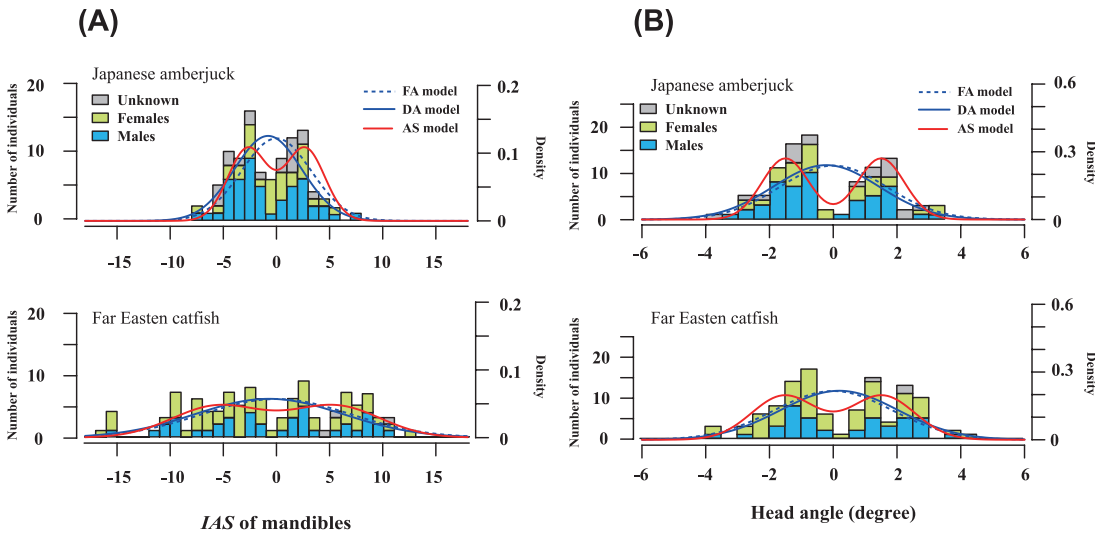 (A)
Japanese amberjuck
Unknown
Females
Males
FA model
DA model
AS model
Number of individuals
20
10
0
0.2
0.1
0
Density
-15 -10 -5 0 5 10 15
Far Easten catfish
Number of individuals
20
10
0
0.2
0.1
0
Density
-15 -10 -5 0 5 10 15
IAS of mandibles
(B)
Japanese amberjuck
Unknown
Females
Males
FA model
DA model
AS model
Number of individuals
20
10
0
0.6
0.3
0
Density
-6 -4 -2 0 2 4 6
Far Easten catfish
Number of individuals
20
10
0
0.6
0.3
0
Density
-6 -4 -2 0 2 4 6
Head angle (degree)